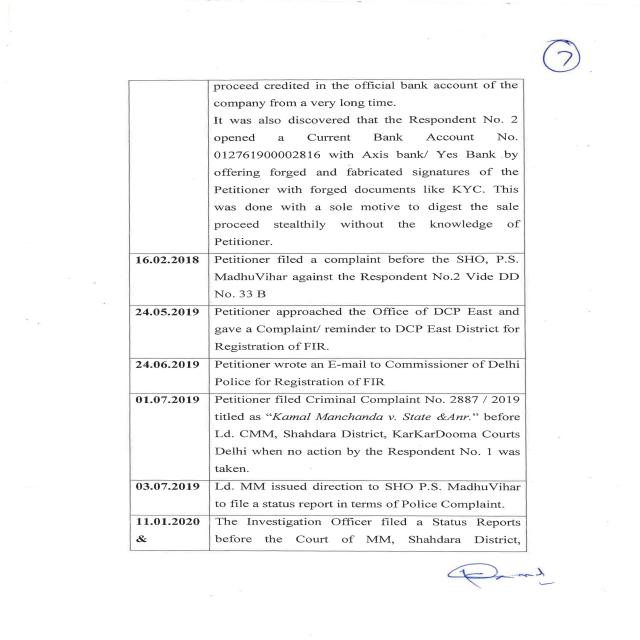 7
proceed credited in the official bank account of the
company from a very long time.
It was also discovered that the Respondent No. 2
opened a Current Bank Account No.
012761900002816 with Axis bank/ Yes Bank by
offering forged and fabricated signatures of the
Petitioner with forged documents like KYC. This
was done with a sole motive to digest the sale
proceed stealthily without the knowledge of
Petitioner.
16.02.2018 Petitioner filed a complaint before the SHO, P.S.
MadhuVihar against the Respondent No.2 Vide DD
No. 33 B
24.05.2019 Petitioner approached the Office of DCP East and
gave a Complaint/ reminder to DCP East District for
Registration of FIR.
24.06.2019 Petitioner wrote an E-mail to Commissioner of Delhi
Police for Registration of FIR
01.07.2019 Petitioner filed Criminal Complaint No. 2887 / 2019
titled as “Kamal Manchanda v. State &Anr.” before
Ld. CMM, Shahdara District, KarKarDooma Courts
Delhi when no action by the Respondent No. 1 was
taken.
03.07.2019 Ld. MM issued direction to SHO P.S. MadhuVihar
to file a status report in terms of Police Complaint.
11.01.2020 The Investigation Officer filed a Status Reports
& before the Court of MM, Shahdara District,